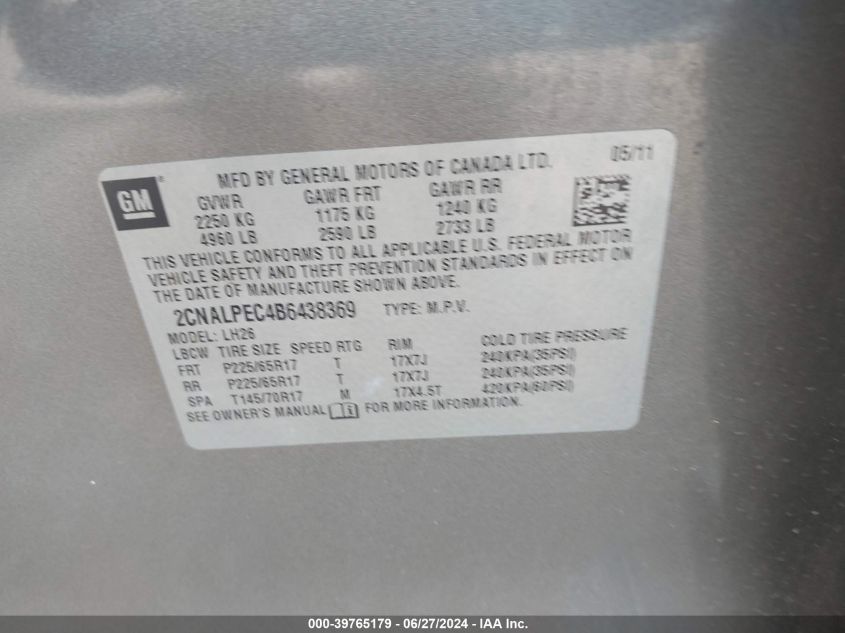 MFD BY GENERAL MOTORS OF CANADA LTD. 05/11
GM®
GVWR GAWR FRT GAWR RR
2250 KG 1175 KG 1240 KG
4960 LB 2590 LB 2733 LB
THIS VEHICLE CONFORMS TO ALL APPLICABLE U.S. FEDERAL MOTOR
VEHICLE SAFETY AND THEFT PREVENTION STANDARDS IN EFFECT ON
THE DATE OF MANUFACTURE SHOWN ABOVE.
2CNALPEC4B6438369 TYPE: M.P.V.
MODEL: LH26
LBCW TIRE SIZE SPEED RTG RIM COLD TIRE PRESSURE
FRT P225/65R17 T 17X7J 240KPA(35PSI)
RR P225/65R17 T 17X7J 240KPA(35PSI)
SPA T145/70R17 M 17X4.5T 420KPA(60PSI)
SEE OWNER'S MANUAL i FOR MORE INFORMATION.
000-39765179 - 06/27/2024 - IAA Inc.